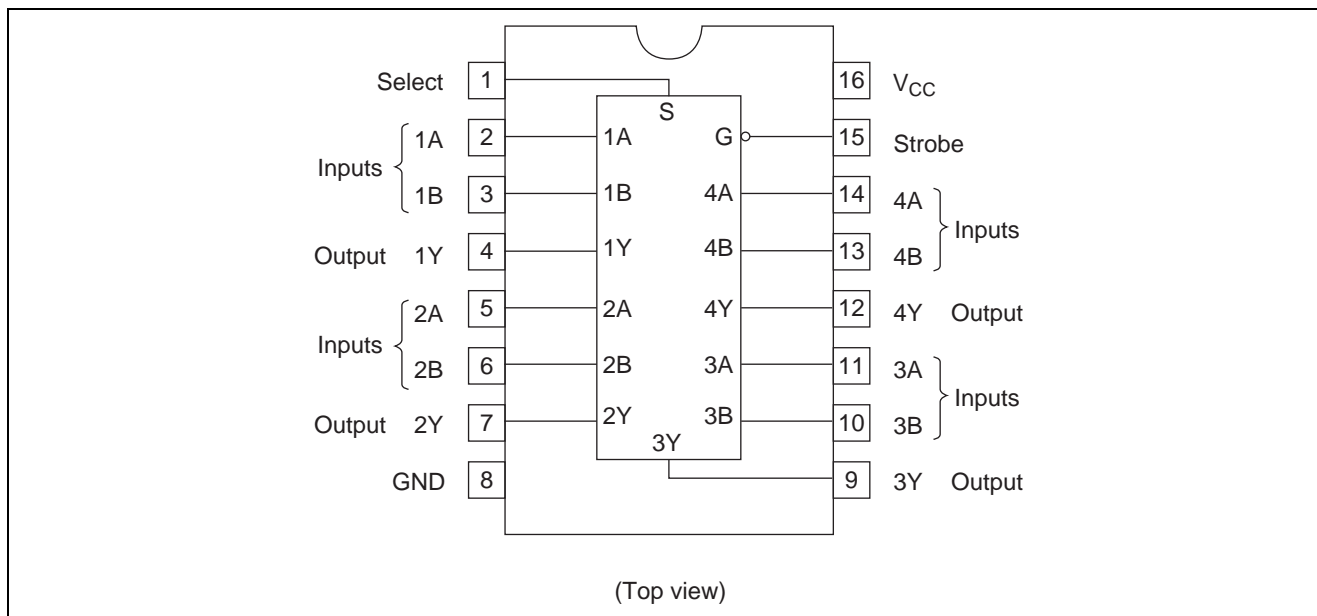 Select 1 16 VCC
S
1A 2 1A G 15 Strobe
Inputs
1B 3 1B 4A 14 4A
Inputs
Output 1Y 4 1Y 4B 13 4B
2A 5 2A 4Y 12 4Y Output
Inputs
2B 6 2B 3A 11 3A
Inputs
Output 2Y 7 2Y 3B 10 3B
3Y
GND 8 9 3Y Output
(Top view)